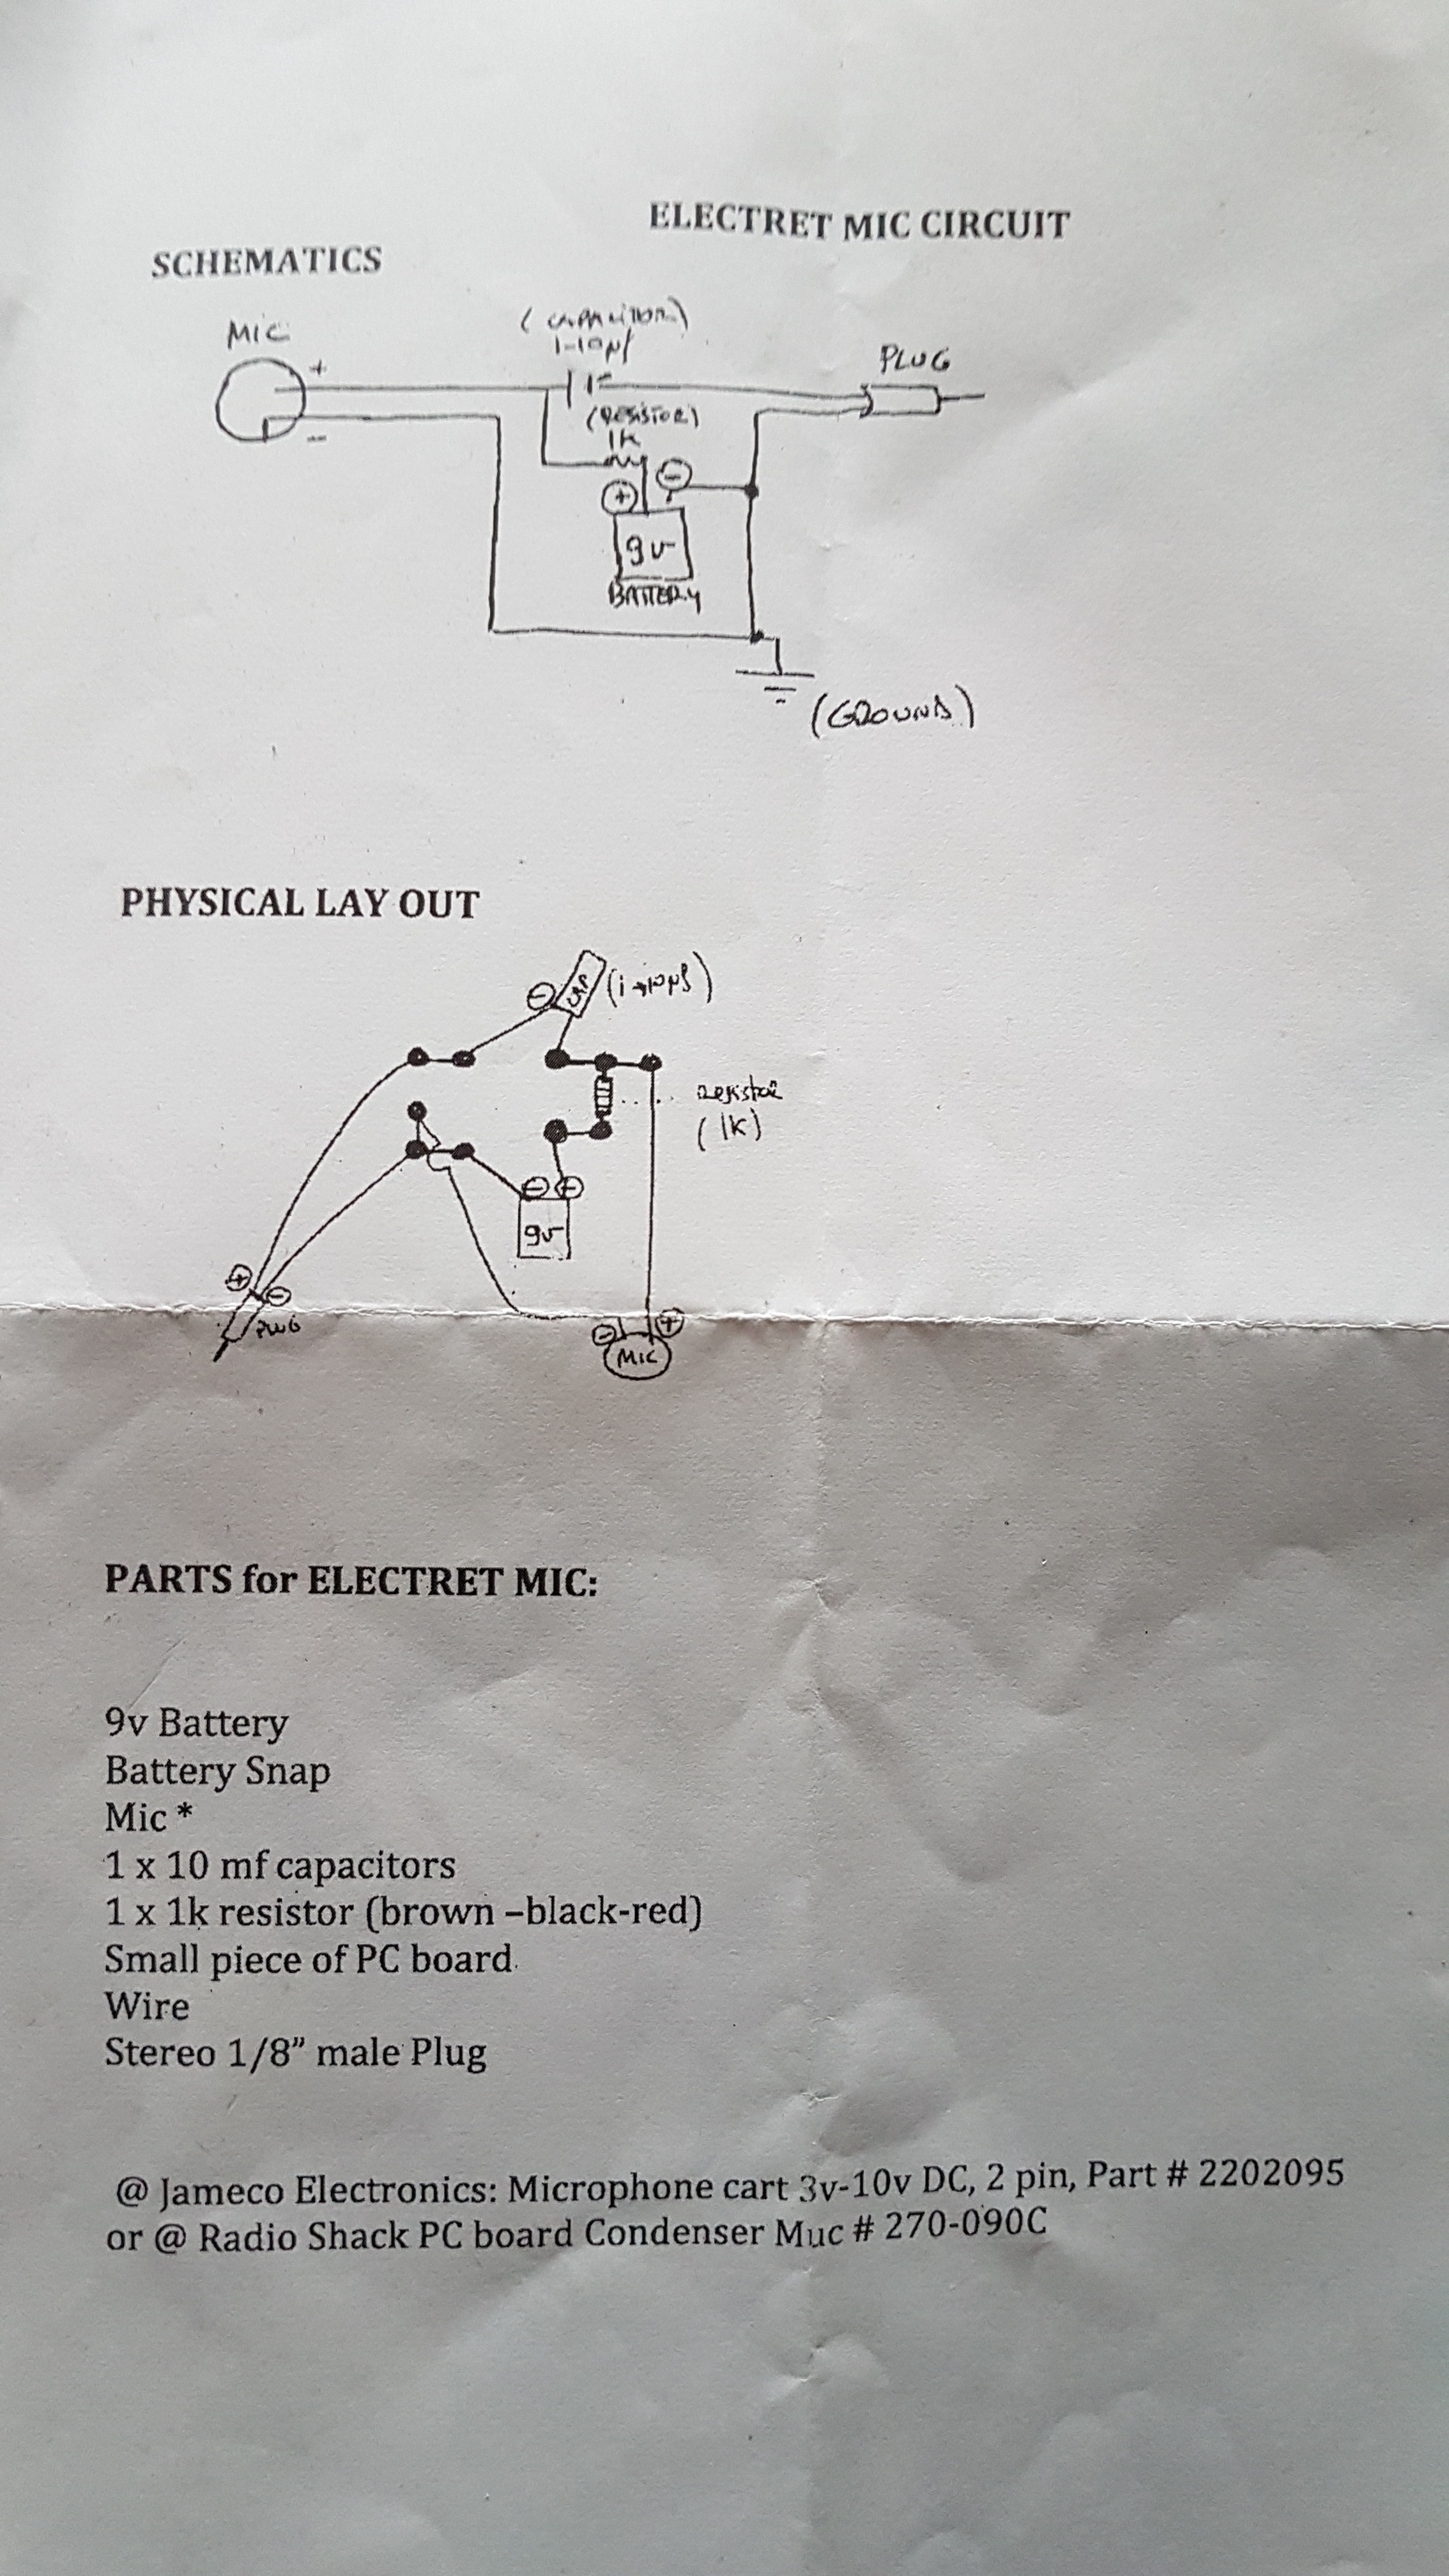 ELECTRET MIC CIRCUIT
SCHEMATICS
MIC
+
−
(CAPACITOR)
1-10µf
-
(RESISTOR)
1K
+
−
9v
BATTERY
PLUG
(GROUND)
PHYSICAL LAY OUT
−
CAP
(1→10µf)
resistor
(1K)
−
9v
+
−
PLUG
−
+
MIC
PARTS for ELECTRET MIC:
9v Battery
Battery Snap
Mic *
1 x 10 mf capacitors
1 x 1k resistor (brown –black-red)
Small piece of PC board
Wire
Stereo 1/8” male Plug
@ Jameco Electronics: Microphone cart 3v-10v DC, 2 pin, Part # 2202095
or @ Radio Shack PC board Condenser Muc # 270-090C